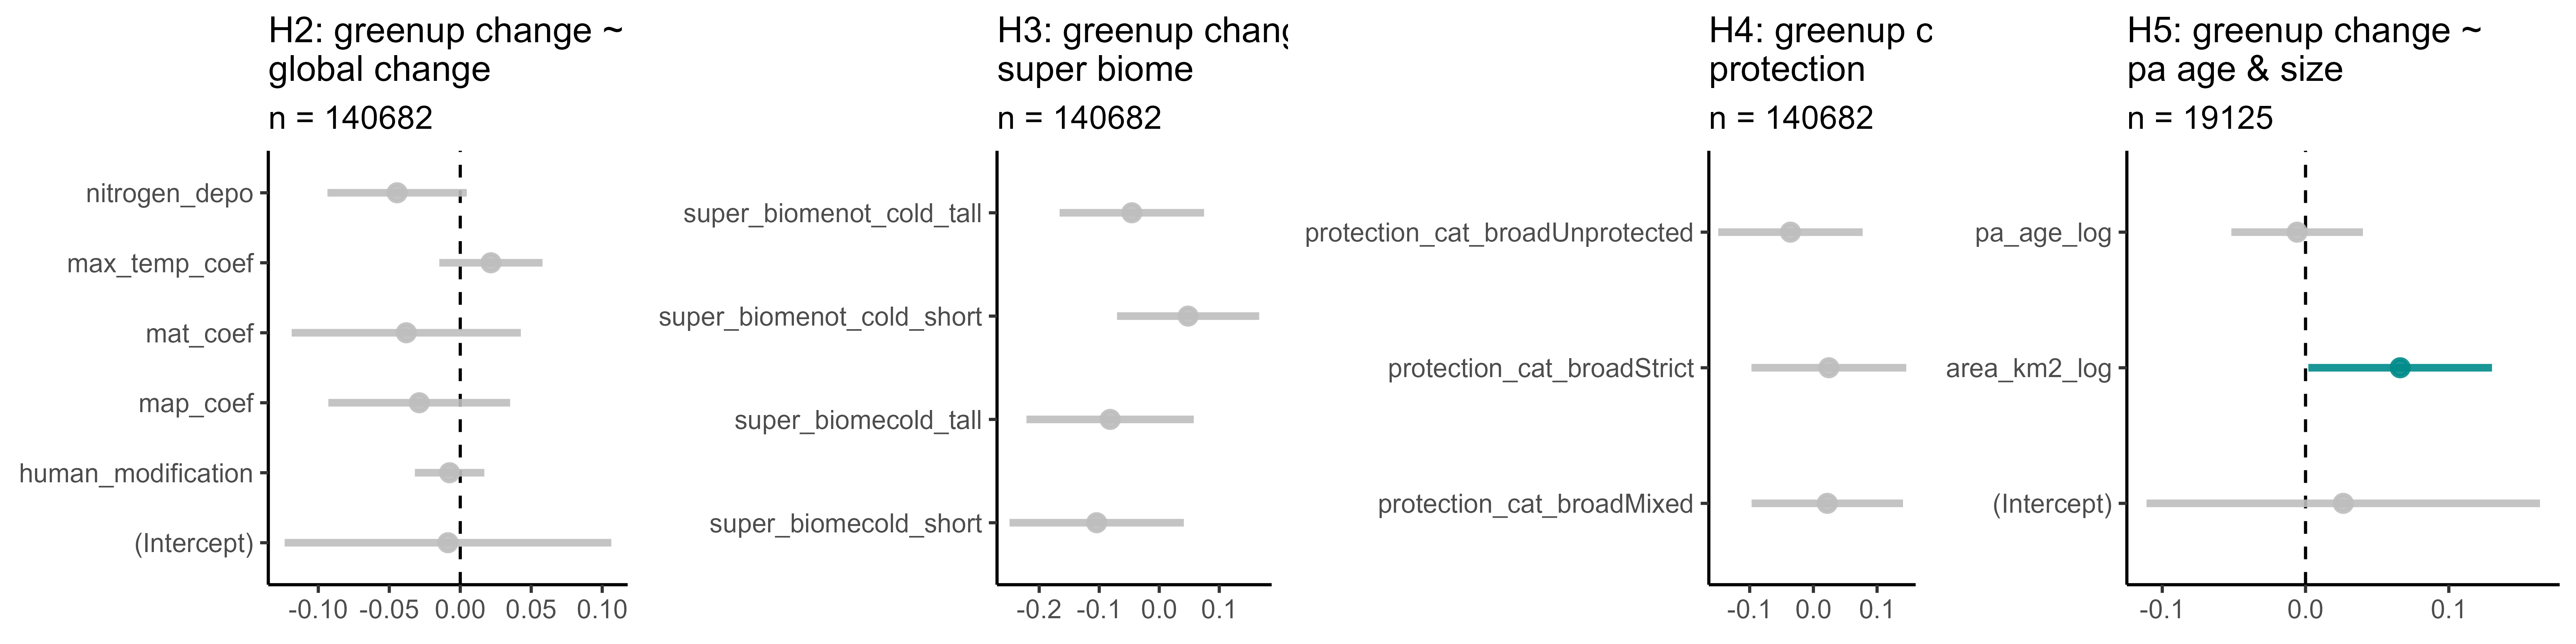 H2: greenup change ~
global change
n = 140682
nitrogen_depo
max_temp_coef
mat_coef
map_coef
human_modification
(Intercept)
-0.10 -0.05 0.00 0.05 0.10
H3: greenup chang
super biome
n = 140682
super_biomenot_cold_tall
super_biomenot_cold_short
super_biomecold_tall
super_biomecold_short
-0.2 -0.1 0.0 0.1
H4: greenup c
protection
n = 140682
protection_cat_broadUnprotected
protection_cat_broadStrict
protection_cat_broadMixed
-0.1 0.0 0.1
H5: greenup change ~
pa age & size
n = 19125
pa_age_log
area_km2_log
(Intercept)
-0.1 0.0 0.1